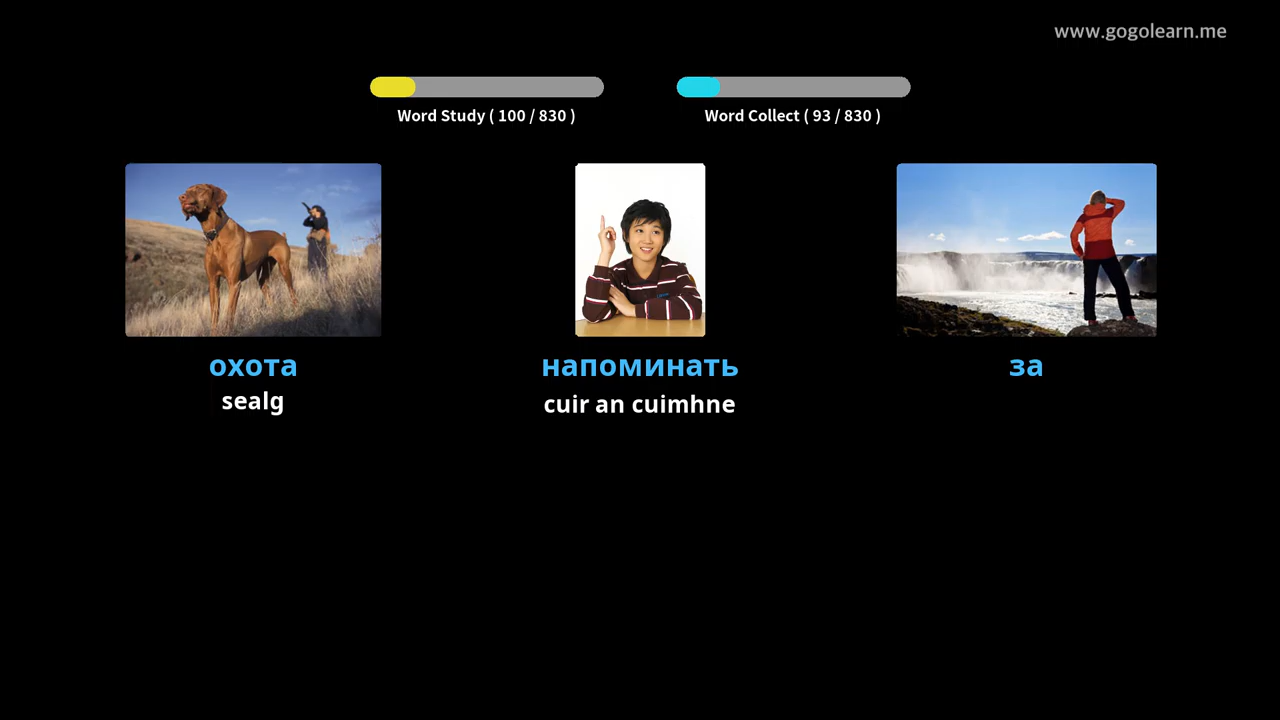 www.gogolearn.me
Word Study ( 100 / 830 )
Word Collect ( 93 / 830 )
охота
напоминать
за
sealg
cuir an cuimhne